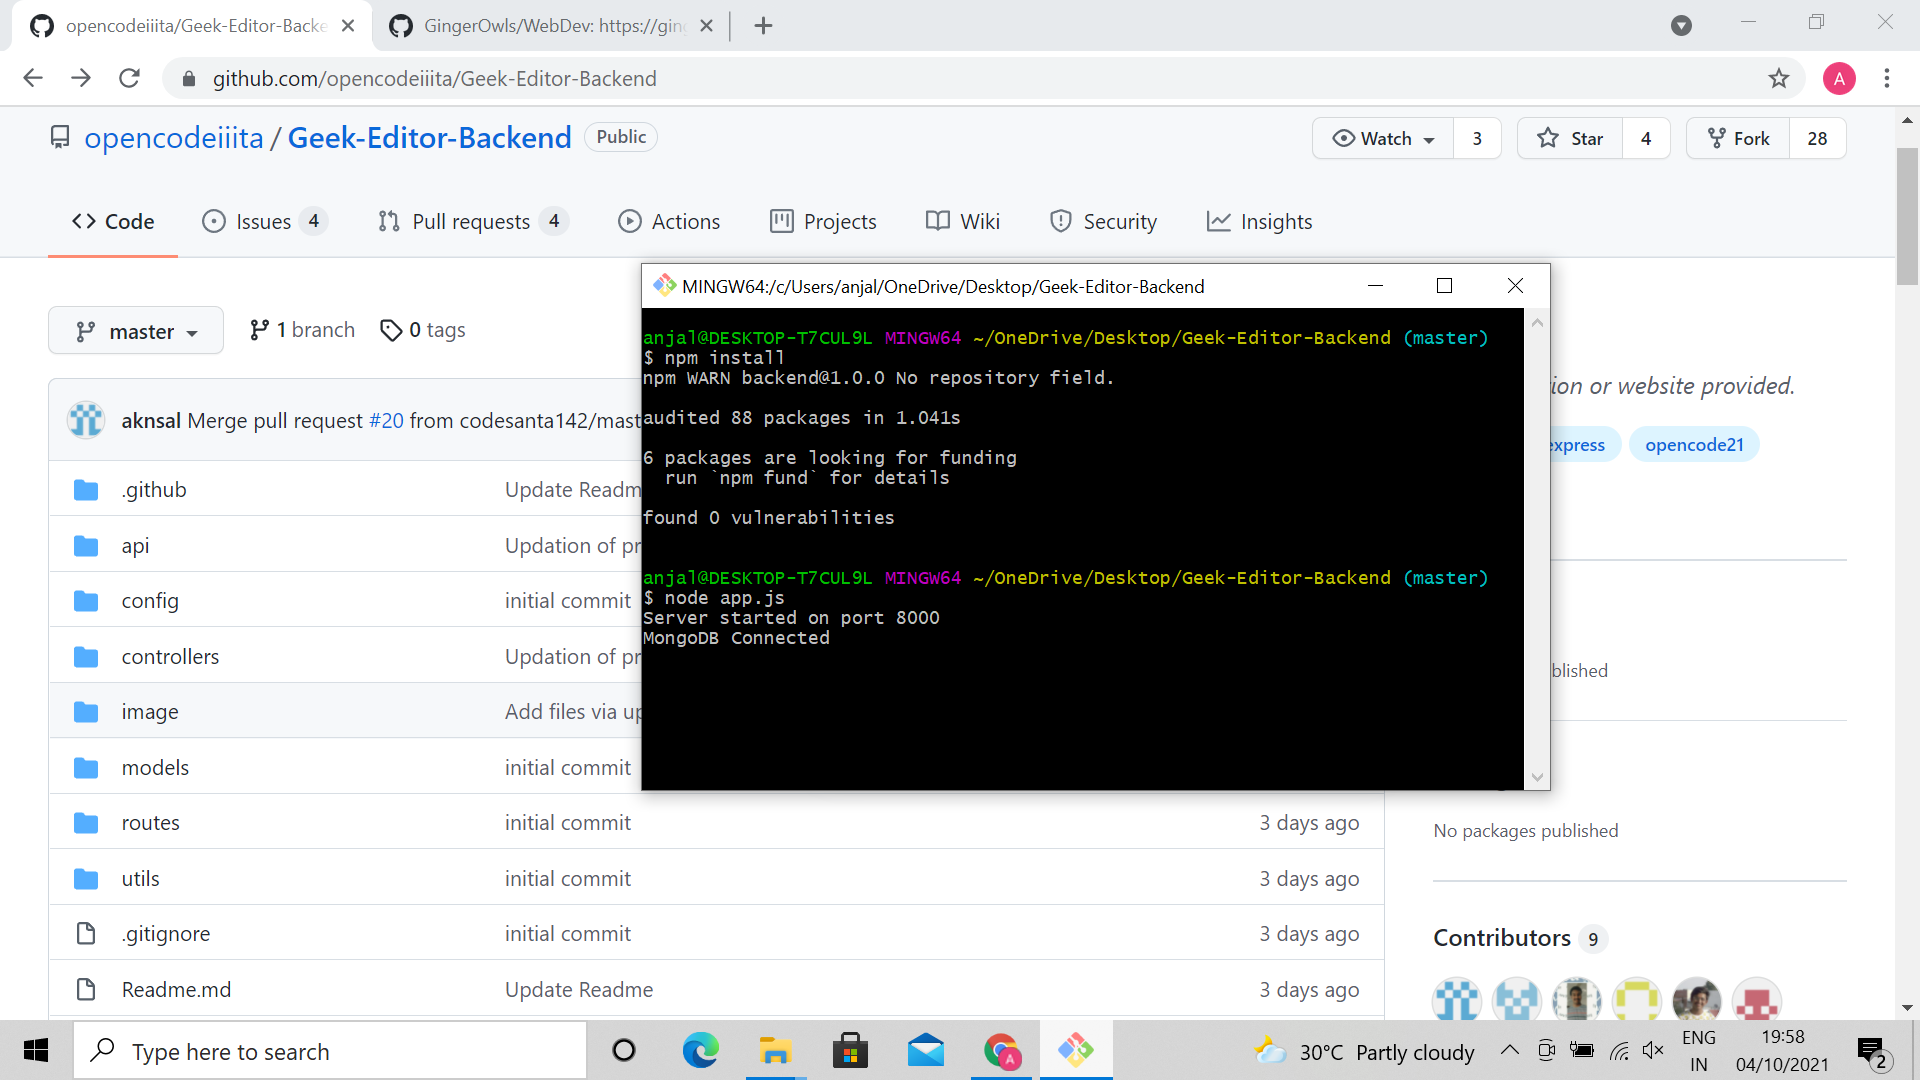 opencodeiiita/Geek-Editor-Backe
GingerOwls/WebDev: https://ging
github.com/opencodeiiita/Geek-Editor-Backend
A
opencodeiiita / Geek-Editor-Backend Public
Watch 3 Star 4 Fork 28
Code Issues 4 Pull requests 4 Actions Projects Wiki Security Insights
master 1 branch 0 tags
aknsal Merge pull request #20 from codesanta142/mast
.github Update Readm
api Updation of pr
config initial commit
controllers Updation of pr
image Add files via up
models initial commit
routes initial commit 3 days ago
utils initial commit 3 days ago
.gitignore initial commit 3 days ago
Readme.md Update Readme 3 days ago
MINGW64:/c/Users/anjal/OneDrive/Desktop/Geek-Editor-Backend
anjal@DESKTOP-T7CUL9L MINGW64 ~/OneDrive/Desktop/Geek-Editor-Backend (master)
$ npm install
npm WARN backend@1.0.0 No repository field.
audited 88 packages in 1.041s
6 packages are looking for funding
run `npm fund` for details
found 0 vulnerabilities
anjal@DESKTOP-T7CUL9L MINGW64 ~/OneDrive/Desktop/Geek-Editor-Backend (master)
$ node app.js
Server started on port 8000
MongoDB Connected
ion or website provided.
express opencode21
blished
No packages published
Contributors 9
Type here to search
A
30°C Partly cloudy
ENG
IN
19:58
04/10/2021
2